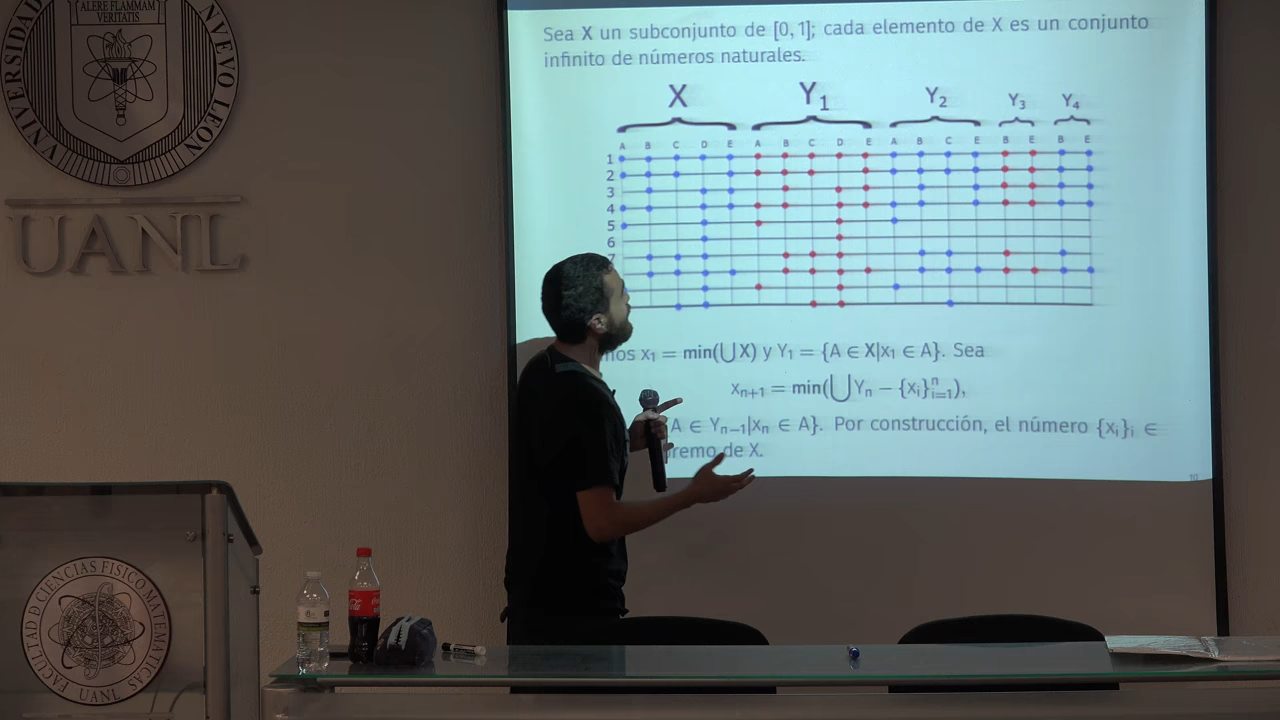 UNIVERSIDAD
NUEVO LEÓN
ALERE FLAMMAM
VERITATIS
UANL
Sea X un subconjunto de [0, 1]; cada elemento de X es un conjunto
infinito de números naturales.
X Y₁ Y₂ Y₃ Y₄
A B C D E A B C D E A B C E B E B E
1
2
3
4
5
6
7
x₁ = min(⋃X) y Y₁ = {A ∈ X|x₁ ∈ A}. Sea
xₙ₊₁ = min(⋃Yₙ − {xᵢ}ⁿᵢ₌₁),
A ∈ Yₙ₋₁|xₙ ∈ A}. Por construcción, el número {xᵢ}ᵢ ∈
de X.
10
FACULTAD DE CIENCIAS FISICO MATEMATICAS
UANL